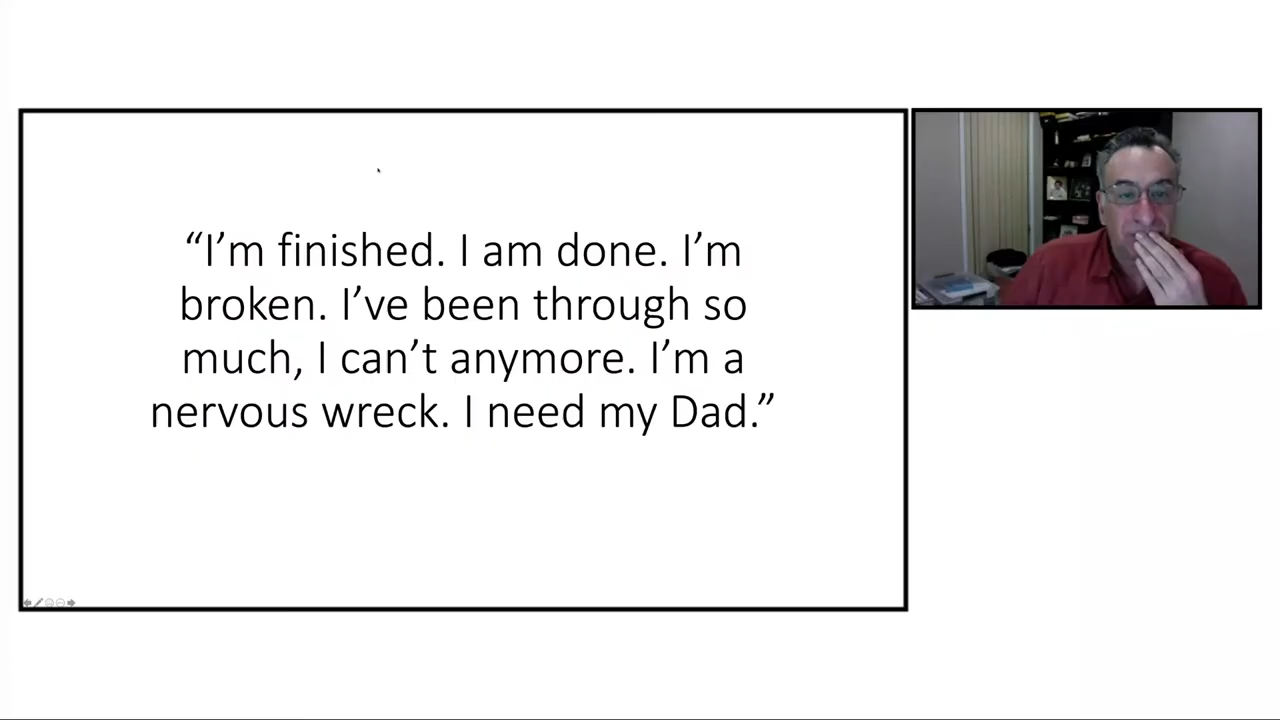 “I’m finished. I am done. I’m
broken. I’ve been through so
much, I can’t anymore. I’m a
nervous wreck. I need my Dad.”